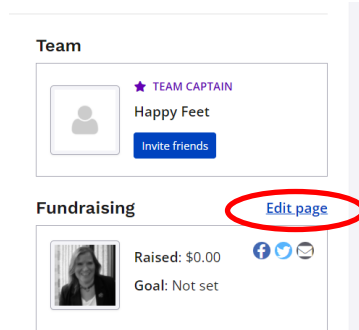 Team
TEAM CAPTAIN
Happy Feet
Invite friends
Fundraising Edit page
Raised: $0.00
Goal: Not set